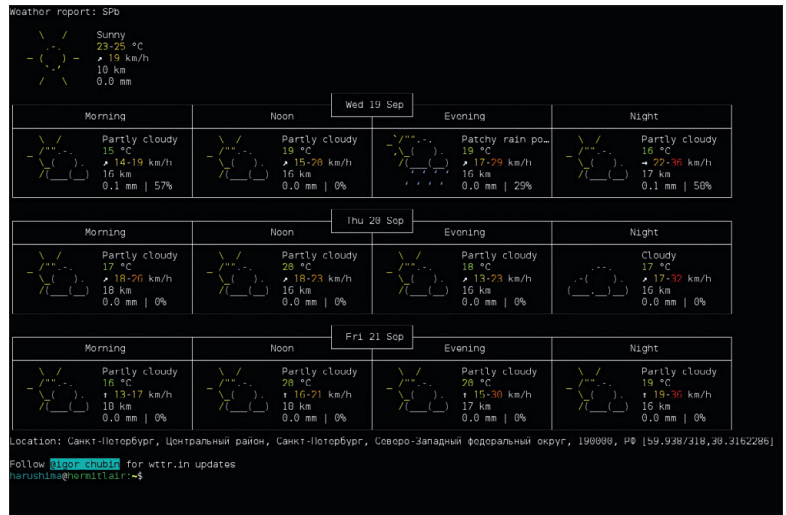 Weather report: SPb
Sunny
23-25 °C
↗ 19 km/h
10 km
0.0 mm
Wed 19 Sep
Morning Noon Evening Night
Partly cloudy Partly cloudy Patchy rain po… Partly cloudy
15 °C 19 °C 19 °C 16 °C
↗ 14-19 km/h ↗ 15-20 km/h ↗ 17-29 km/h → 22-36 km/h
16 km 16 km 16 km 17 km
0.1 mm | 57% 0.0 mm | 0% 0.0 mm | 29% 0.1 mm | 58%
Thu 20 Sep
Morning Noon Evening Night
Partly cloudy Partly cloudy Partly cloudy Cloudy
17 °C 20 °C 18 °C 17 °C
↗ 18-26 km/h ↗ 18-23 km/h ↗ 13-23 km/h ↗ 17-32 km/h
18 km 16 km 16 km 16 km
0.0 mm | 0% 0.0 mm | 0% 0.0 mm | 0% 0.0 mm | 0%
Fri 21 Sep
Morning Noon Evening Night
Partly cloudy Partly cloudy Partly cloudy Partly cloudy
16 °C 20 °C 20 °C 19 °C
↑ 13-17 km/h ↑ 16-21 km/h ↑ 15-30 km/h ↑ 19-36 km/h
18 km 18 km 17 km 16 km
0.0 mm | 0% 0.0 mm | 0% 0.0 mm | 0% 0.0 mm | 0%
Location: Санкт-Петербург, Центральный район, Санкт-Петербург, Северо-Западный федеральный округ, 190000, РФ [59.9387318,30.3162286]
Follow @igor_chubin for wttr.in updates
harushima@hermitlair:~$